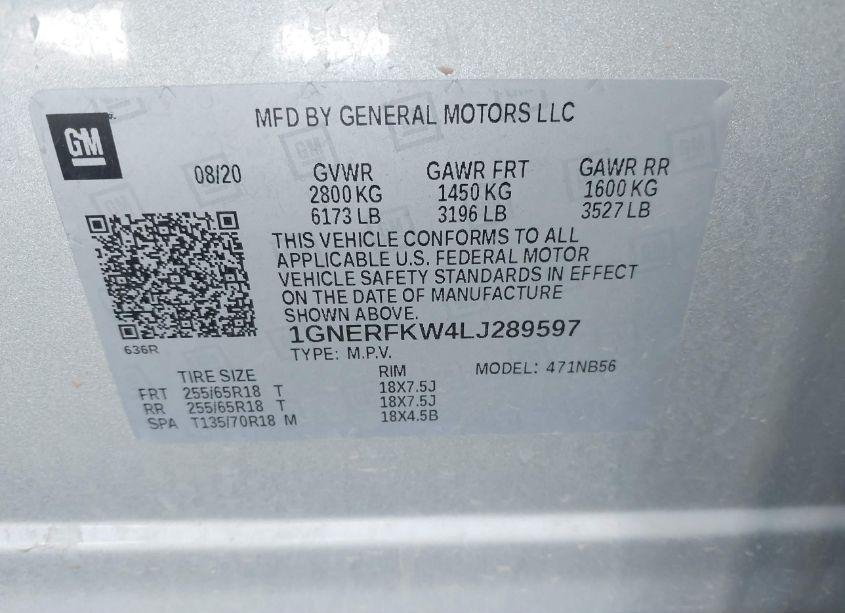 MFD BY GENERAL MOTORS LLC
GM
08/20 GVWR GAWR FRT GAWR RR
2800 KG 1450 KG 1600 KG
6173 LB 3196 LB 3527 LB
THIS VEHICLE CONFORMS TO ALL
APPLICABLE U.S. FEDERAL MOTOR
VEHICLE SAFETY STANDARDS IN EFFECT
ON THE DATE OF MANUFACTURE
SHOWN ABOVE.
1GNERFKW4LJ289597
636R
TYPE: M.P.V.
TIRE SIZE RIM MODEL: 471NB56
FRT 255/65R18 T 18X7.5J
RR 255/65R18 T 18X7.5J
SPA T135/70R18 M 18X4.5B